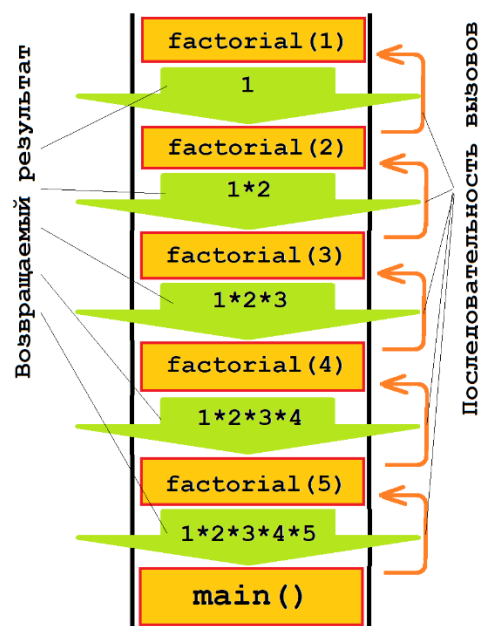 factorial(1)
1
factorial(2)
1*2
factorial(3)
1*2*3
factorial(4)
1*2*3*4
factorial(5)
1*2*3*4*5
main()
Возвращаемый результат
Последовательность вызовов